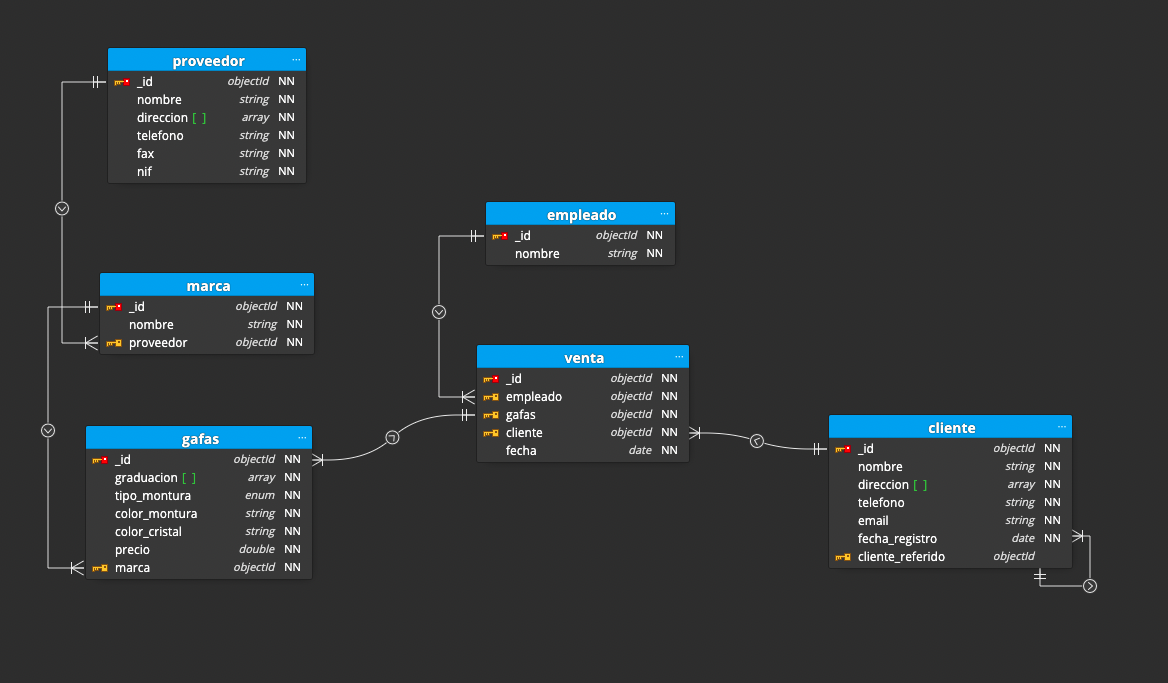 proveedor ...
_id objectId NN
nombre string NN
direccion [ ] array NN
telefono string NN
fax string NN
nif string NN
empleado ...
_id objectId NN
nombre string NN
marca ...
_id objectId NN
nombre string NN
proveedor objectId NN
venta ...
_id objectId NN
empleado objectId NN
gafas objectId NN
cliente objectId NN
fecha date NN
gafas ...
_id objectId NN
graduacion [ ] array NN
tipo_montura enum NN
color_montura string NN
color_cristal string NN
precio double NN
marca objectId NN
cliente ...
_id objectId NN
nombre string NN
direccion [ ] array NN
telefono string NN
email string NN
fecha_registro date NN
cliente_referido objectId